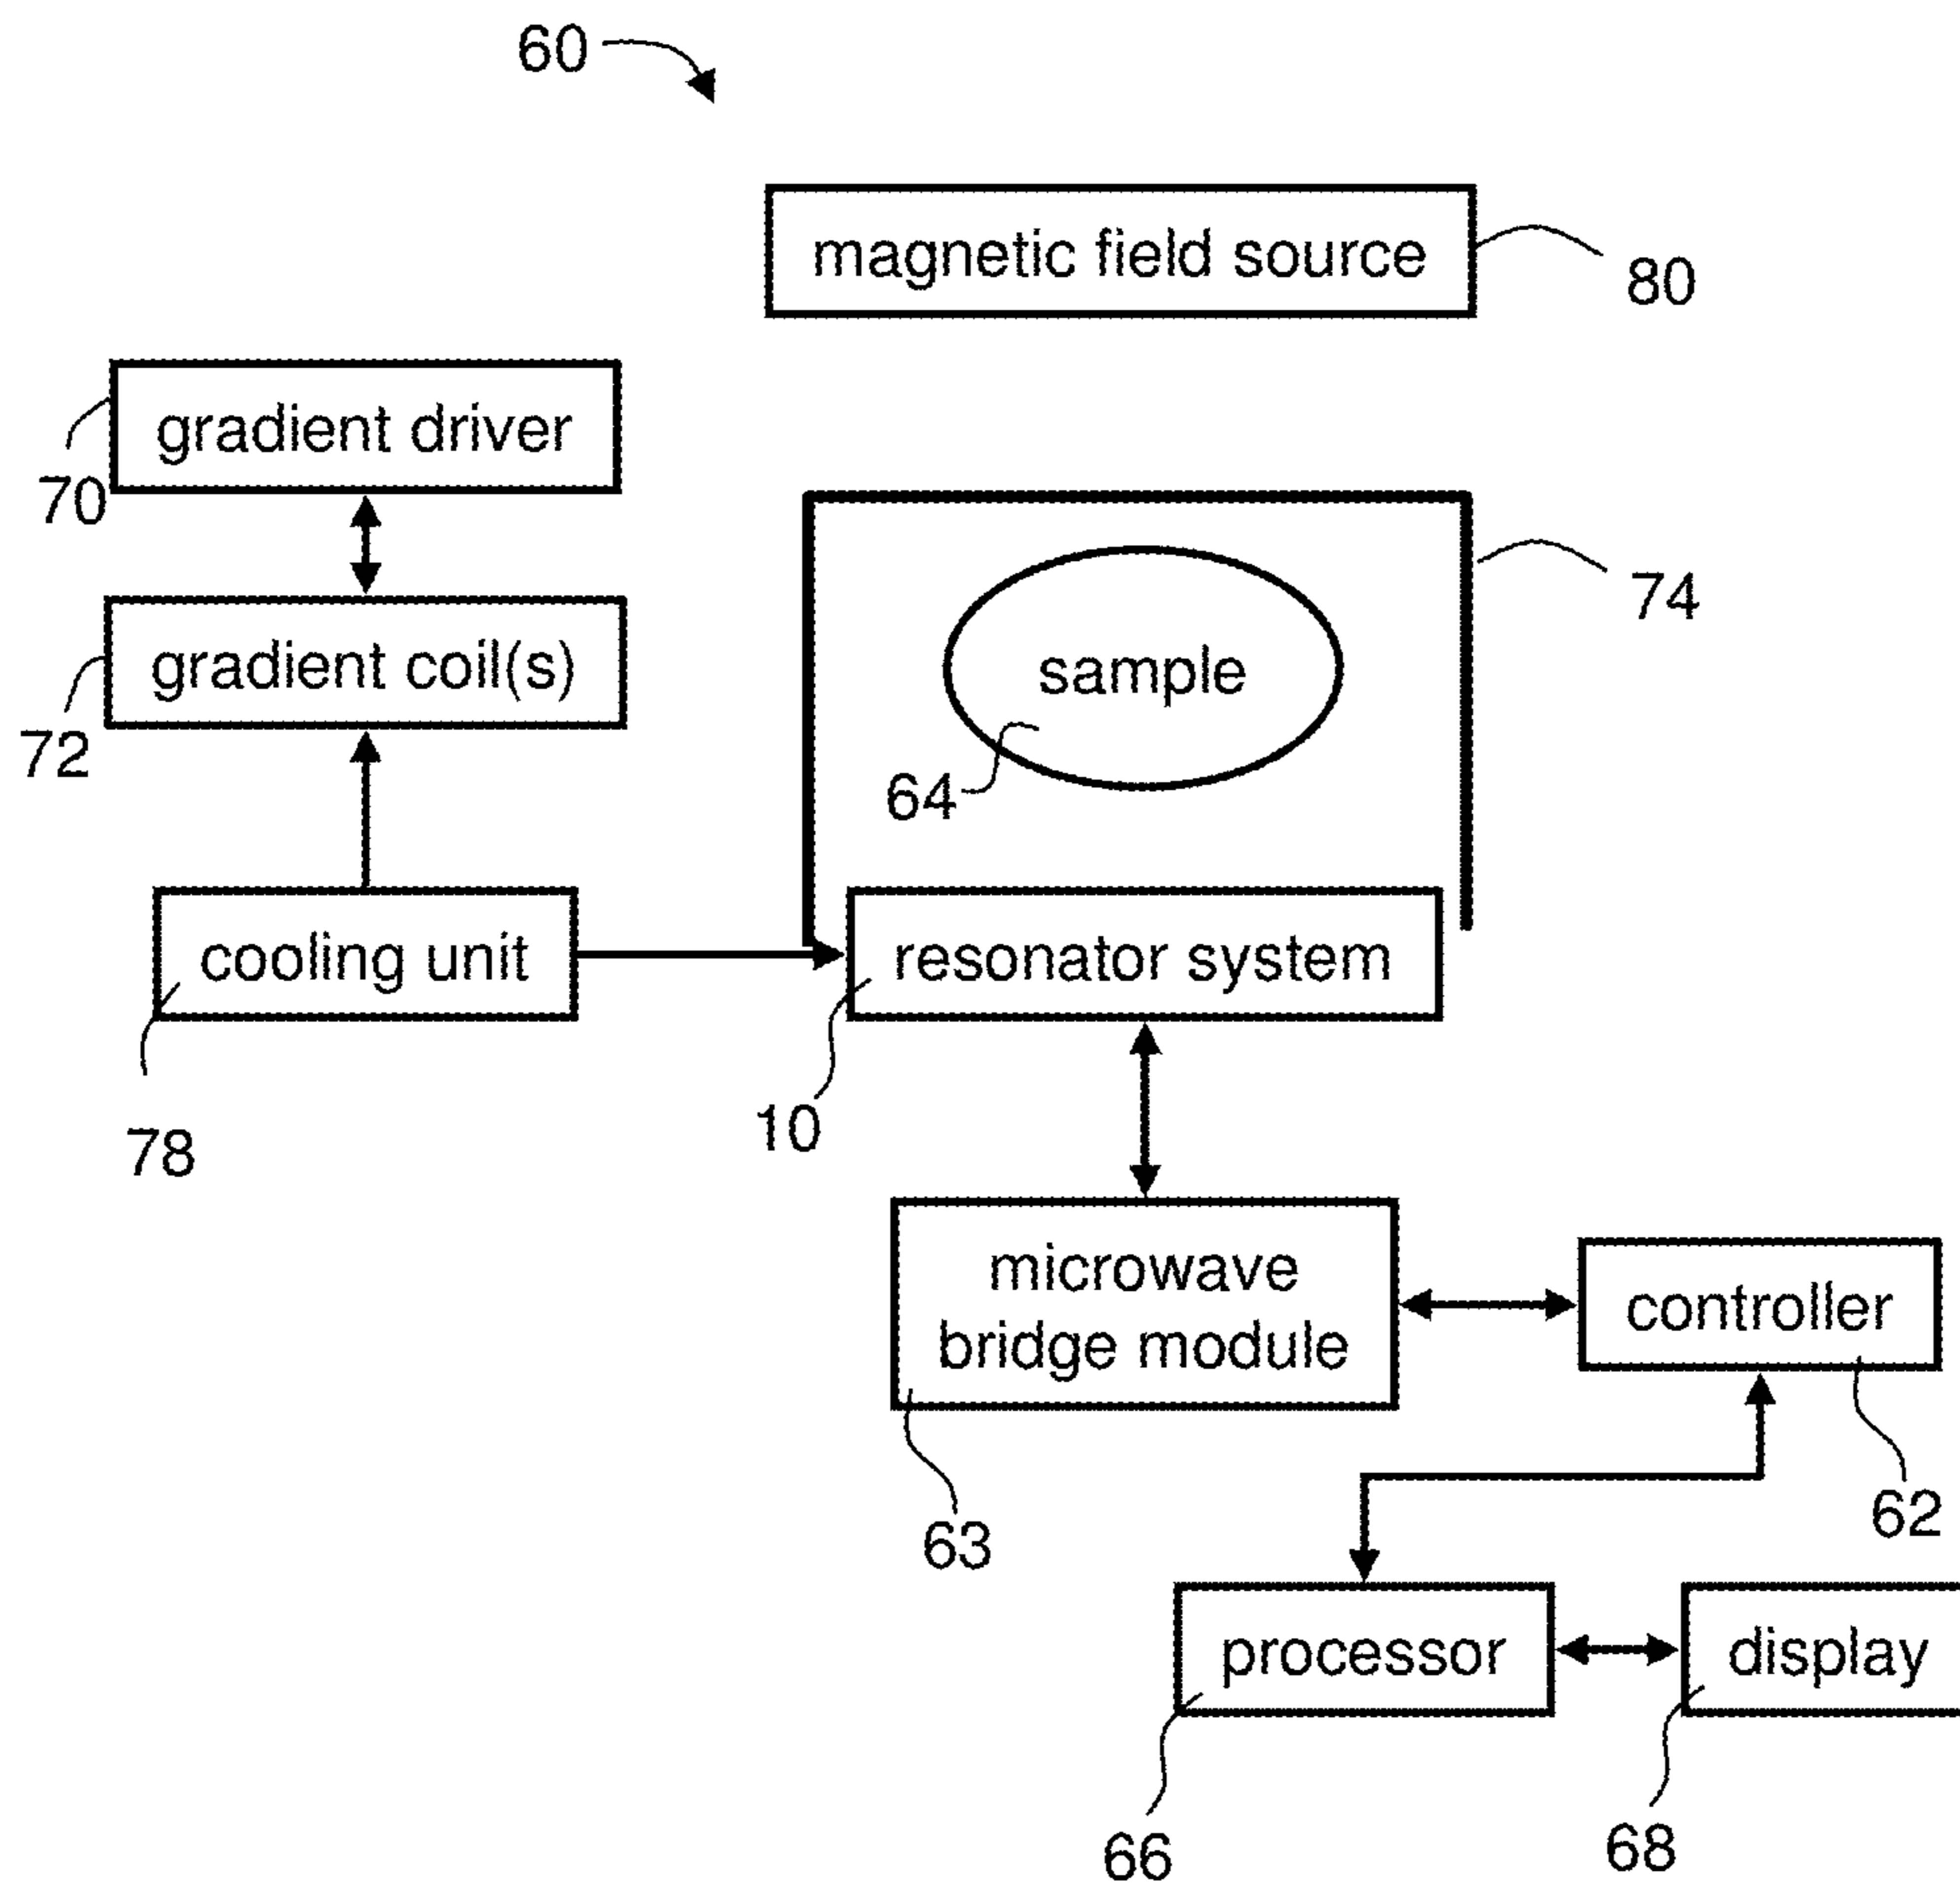 60
magnetic field source
80
gradient driver
70
gradient coil(s)
72
74
sample
64
cooling unit
78
resonator system
10
microwave
bridge module
63
controller
62
processor
66
display
68